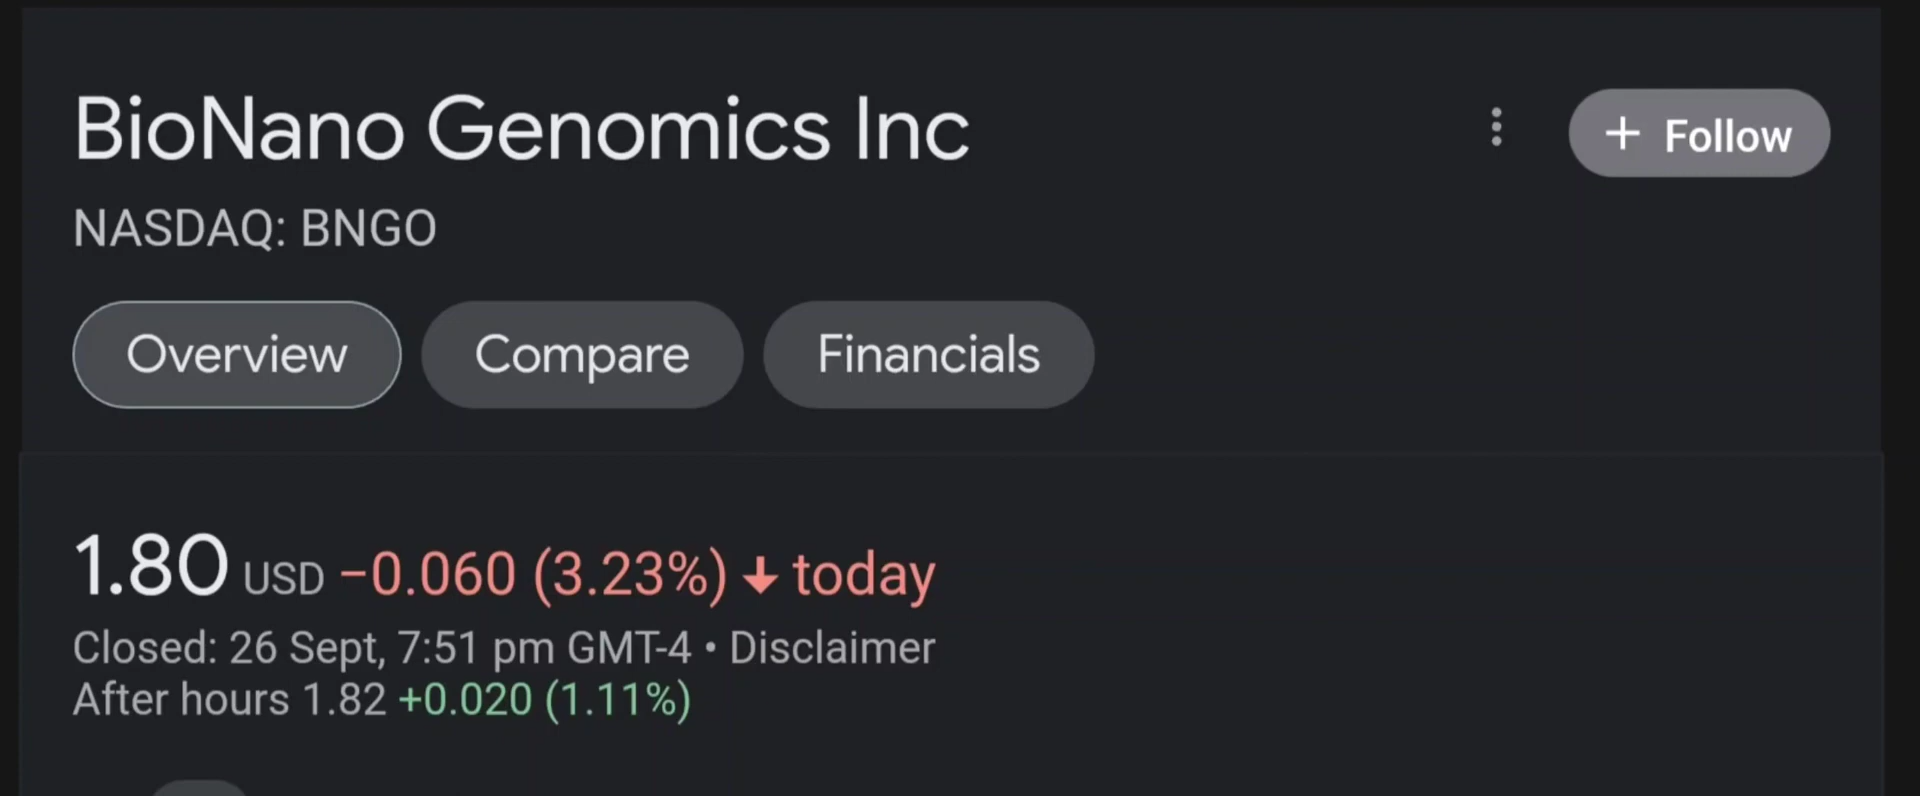 BioNano Genomics Inc
+ Follow
NASDAQ: BNGO
Overview
Compare
Financials
1.80 USD −0.060 (3.23%) ↓ today
Closed: 26 Sept, 7:51 pm GMT-4 • Disclaimer
After hours 1.82 +0.020 (1.11%)